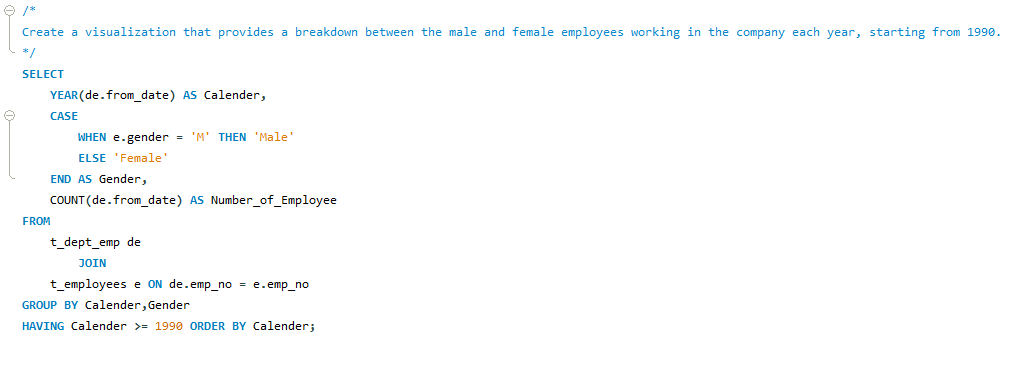 /*
Create a visualization that provides a breakdown between the male and female employees working in the company each year, starting from 1990.
*/
SELECT
YEAR(de.from_date) AS Calender,
CASE
WHEN e.gender = 'M' THEN 'Male'
ELSE 'Female'
END AS Gender,
COUNT(de.from_date) AS Number_of_Employee
FROM
t_dept_emp de
JOIN
t_employees e ON de.emp_no = e.emp_no
GROUP BY Calender,Gender
HAVING Calender >= 1990 ORDER BY Calender;